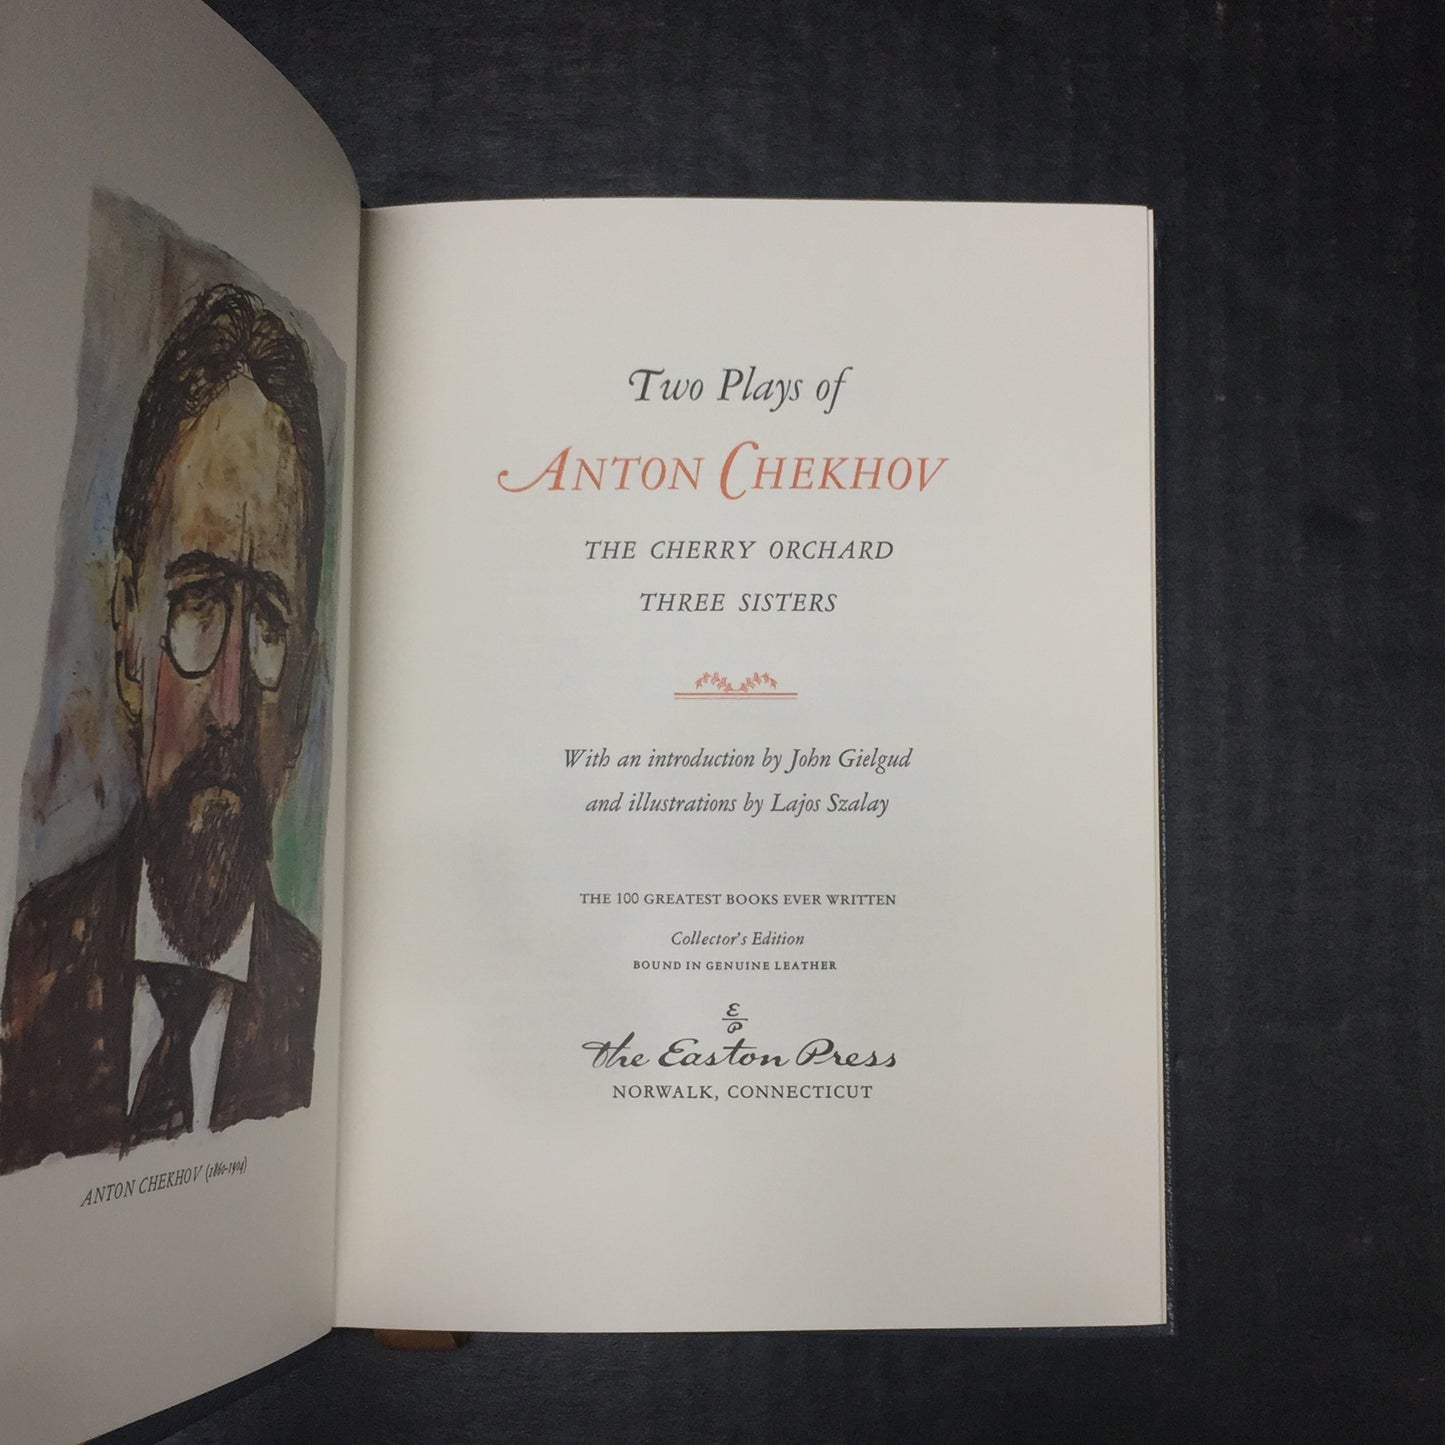 ANTON CHEKHOV (1860-1904)
Two Plays of
ANTON CHEKHOV
THE CHERRY ORCHARD
THREE SISTERS
With an introduction by John Gielgud
and illustrations by Lajos Szalay
THE 100 GREATEST BOOKS EVER WRITTEN
Collector's Edition
BOUND IN GENUINE LEATHER
E
P
The Easton Press
NORWALK, CONNECTICUT